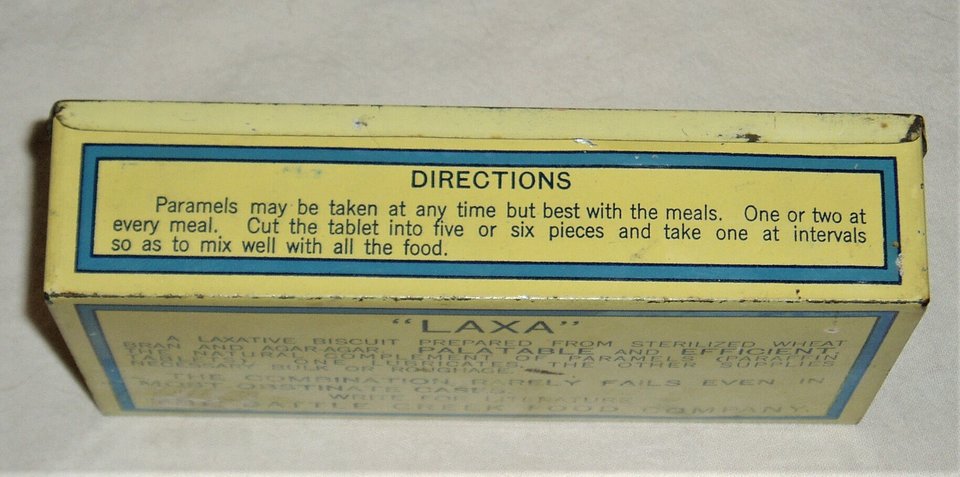 DIRECTIONS
Paramels may be taken at any time but best with the meals. One or two at
every meal. Cut the tablet into five or six pieces and take one at intervals
so as to mix well with all the food.
"LAXA"
A LAXATIVE BISCUIT PREPARED FROM STERILIZED WHEAT
BRAN AND AGAR-AGAR. PALATABLE AND EFFICIENT
THE NATURAL COMPLEMENT OF PARAMELS (PARAFFIN
TABLETS). ONE LUBRICATES, THE OTHER SUPPLIES
NECESSARY BULK OR ROUGHAGE.
THE COMBINATION RARELY FAILS EVEN IN
MOST OBSTINATE CASES.
WRITE FOR LITERATURE
BATTLE CREEK FOOD COMPANY.